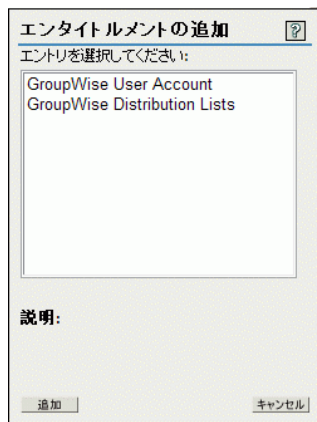 エンタイトルメントの追加 ?
エントリを選択してください:
GroupWise User Account
GroupWise Distribution Lists
説明:
追加 キャンセル